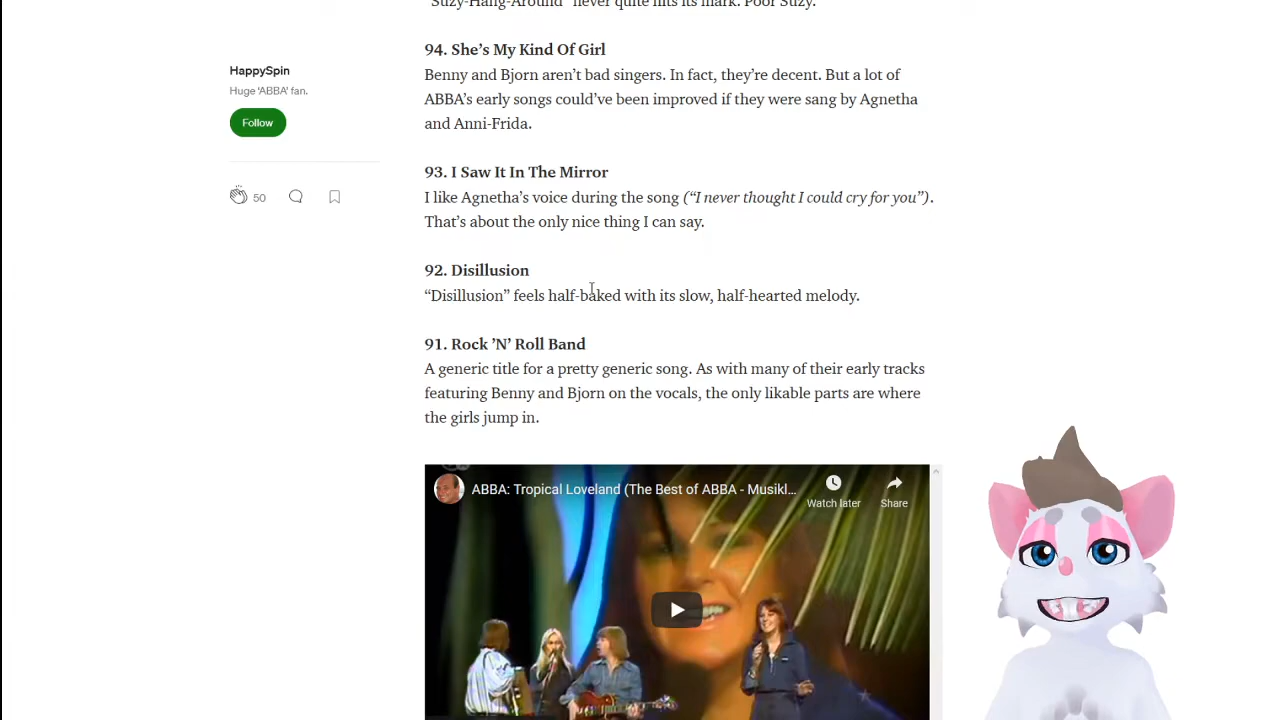 "Suzy-Hang-Around" never quite hits its mark. Poor Suzy.
94. She's My Kind Of Girl
Benny and Bjorn aren't bad singers. In fact, they're decent. But a lot of
ABBA's early songs could've been improved if they were sang by Agnetha
and Anni-Frida.
93. I Saw It In The Mirror
I like Agnetha's voice during the song (“I never thought I could cry for you”).
That's about the only nice thing I can say.
92. Disillusion
“Disillusion” feels half-baked with its slow, half-hearted melody.
91. Rock ’N’ Roll Band
A generic title for a pretty generic song. As with many of their early tracks
featuring Benny and Bjorn on the vocals, the only likable parts are where
the girls jump in.
HappySpin
Huge ‘ABBA’ fan.
Follow
50
ABBA: Tropical Loveland (The Best of ABBA - Musikl...
Watch later
Share